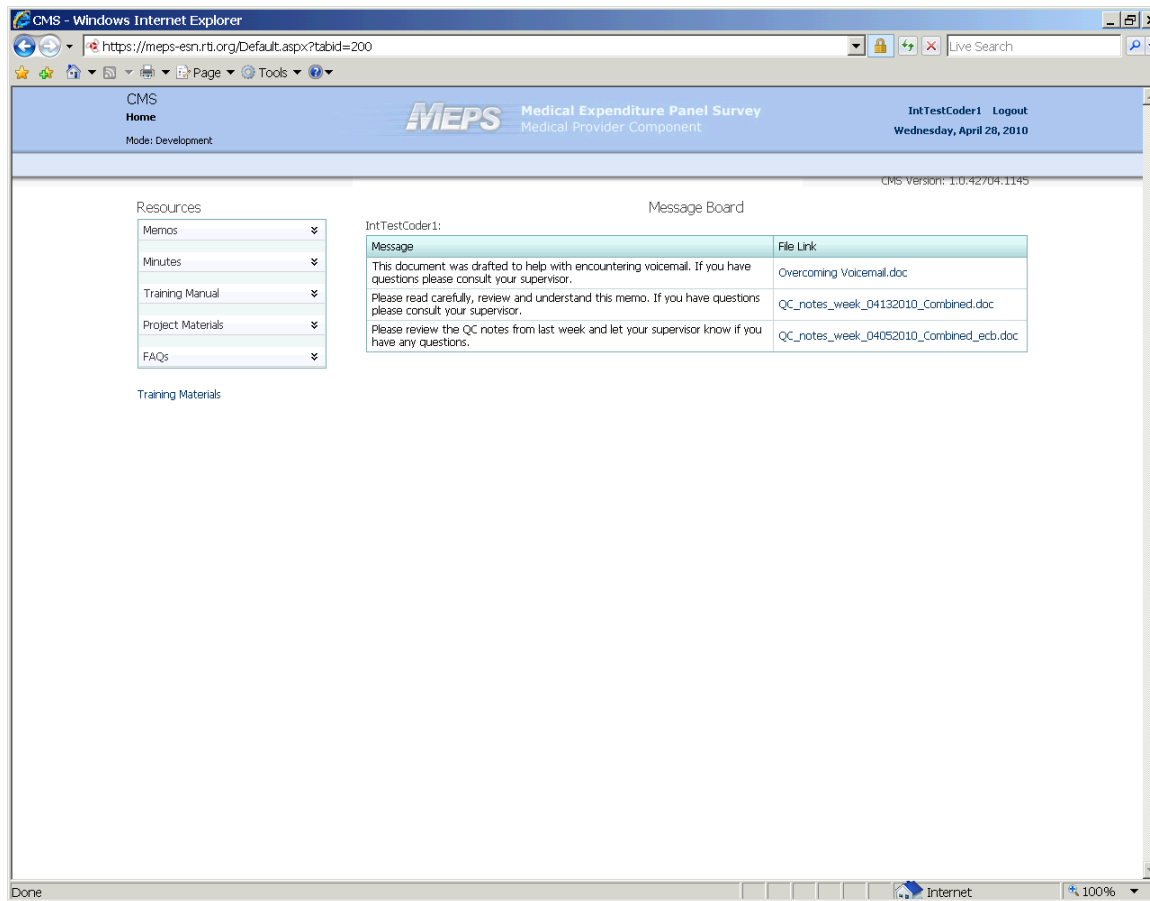 CMS - Windows Internet Explorer
https://meps-esn.rti.org/Default.aspx?tabid=200
Live Search
Page
Tools
CMS
Home
Mode: Development
MEPS
Medical Expenditure Panel Survey
Medical Provider Component
IntTestCoder1 Logout
Wednesday, April 28, 2010
CMS Version: 1.0.42704.1145
Resources
Memos
Minutes
Training Manual
Project Materials
FAQs
Training Materials
Message Board
IntTestCoder1:
Message
File Link
This document was drafted to help with encountering voicemail. If you have
questions please consult your supervisor.
Overcoming Voicemail.doc
Please read carefully, review and understand this memo. If you have questions
please consult your supervisor.
QC_notes_week_04132010_Combined.doc
Please review the QC notes from last week and let your supervisor know if you
have any questions.
QC_notes_week_04052010_Combined_ecb.doc
Done
Internet
100%